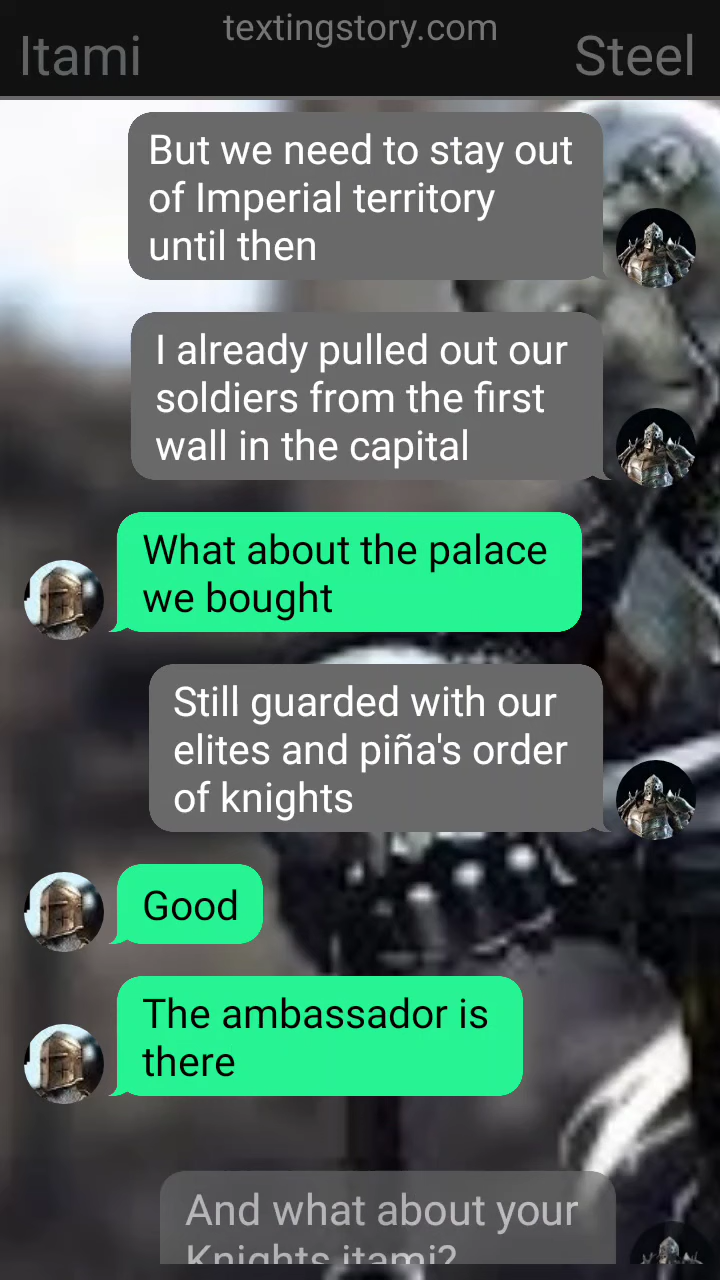 textingstory.com
Itami
Steel
But we need to stay out
of Imperial territory
until then
I already pulled out our
soldiers from the first
wall in the capital
What about the palace
we bought
Still guarded with our
elites and piña's order
of knights
Good
The ambassador is
there
And what about your
Knights itami?